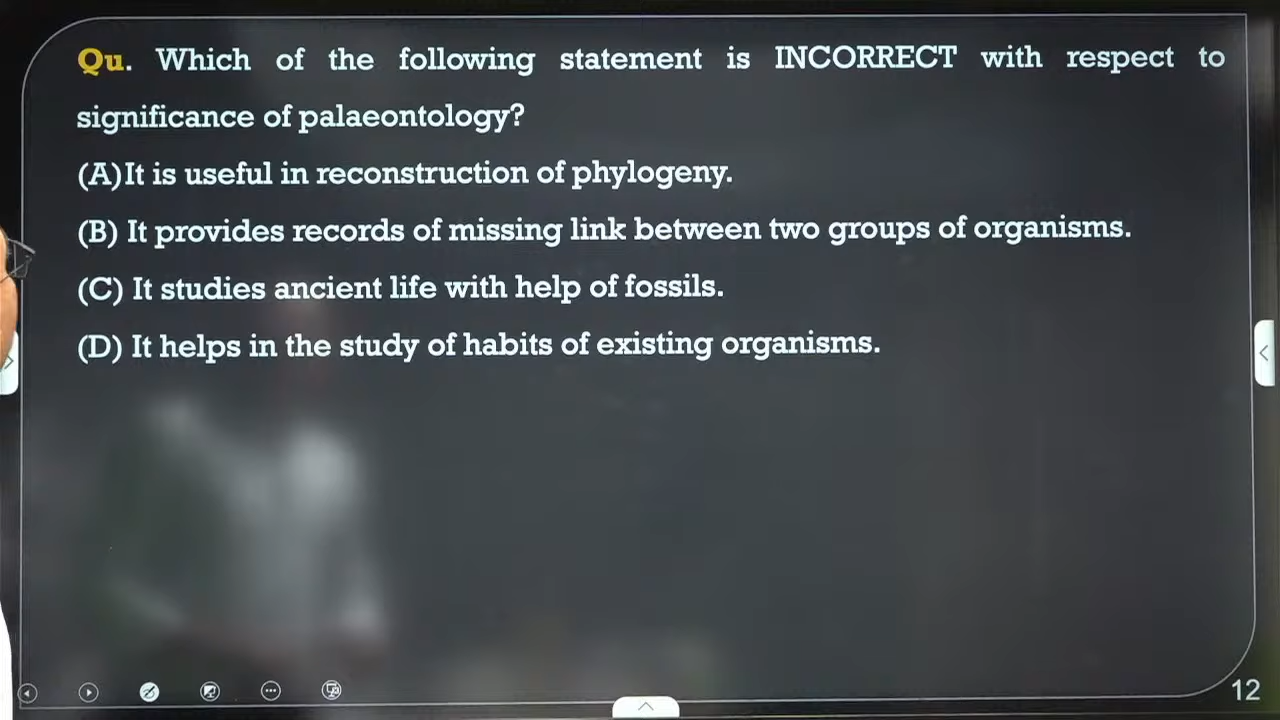 Qu. Which of the following statement is INCORRECT with respect to
significance of palaeontology?
(A)It is useful in reconstruction of phylogeny.
(B) It provides records of missing link between two groups of organisms.
(C) It studies ancient life with help of fossils.
(D) It helps in the study of habits of existing organisms.
12